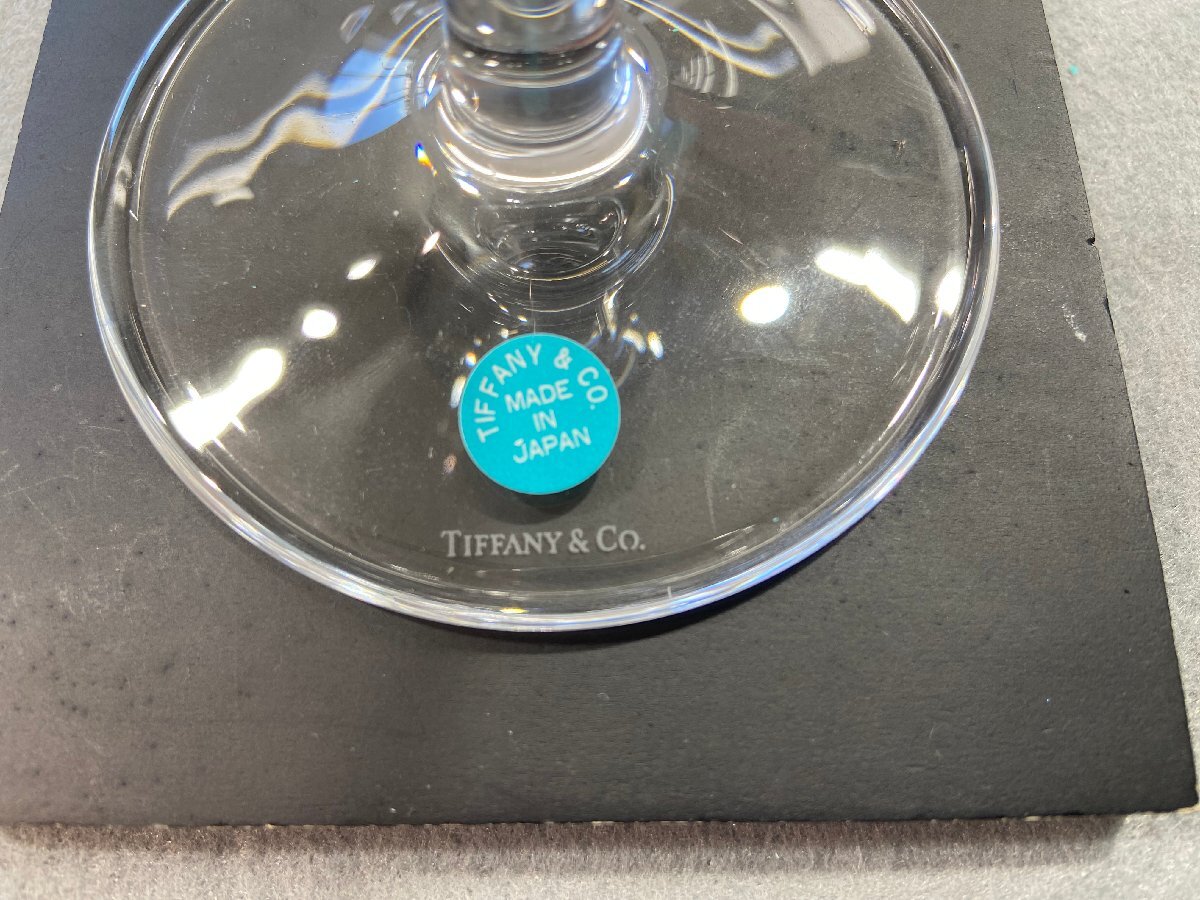 TIFFANY & CO.
MADE
IN
JAPAN
TIFFANY & CO.